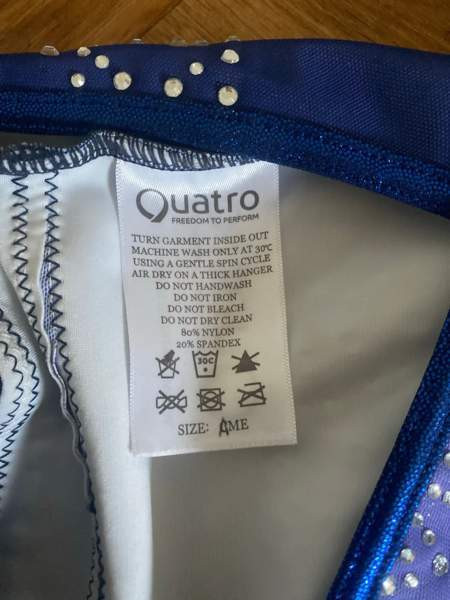 Quatro
FREEDOM TO PERFORM
TURN GARMENT INSIDE OUT
MACHINE WASH ONLY AT 30°C
USING A GENTLE SPIN CYCLE
AIR DRY ON A THICK HANGER
DO NOT HANDWASH
DO NOT IRON
DO NOT BLEACH
DO NOT DRY CLEAN
80% NYLON
20% SPANDEX
30C
SIZE: AME